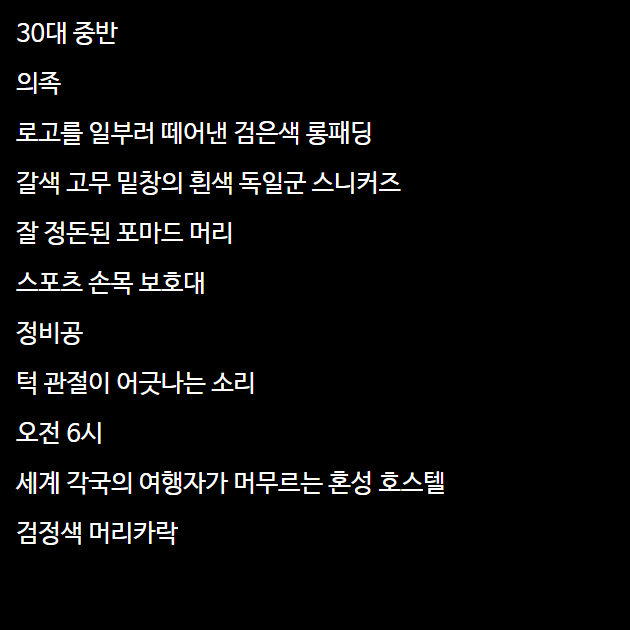 30대 중반
의족
로고를 일부러 떼어낸 검은색 롱패딩
갈색 고무 밑창의 흰색 독일군 스니커즈
잘 정돈된 포마드 머리
스포츠 손목 보호대
정비공
턱 관절이 어긋나는 소리
오전 6시
세계 각국의 여행자가 머무르는 혼성 호스텔
검정색 머리카락